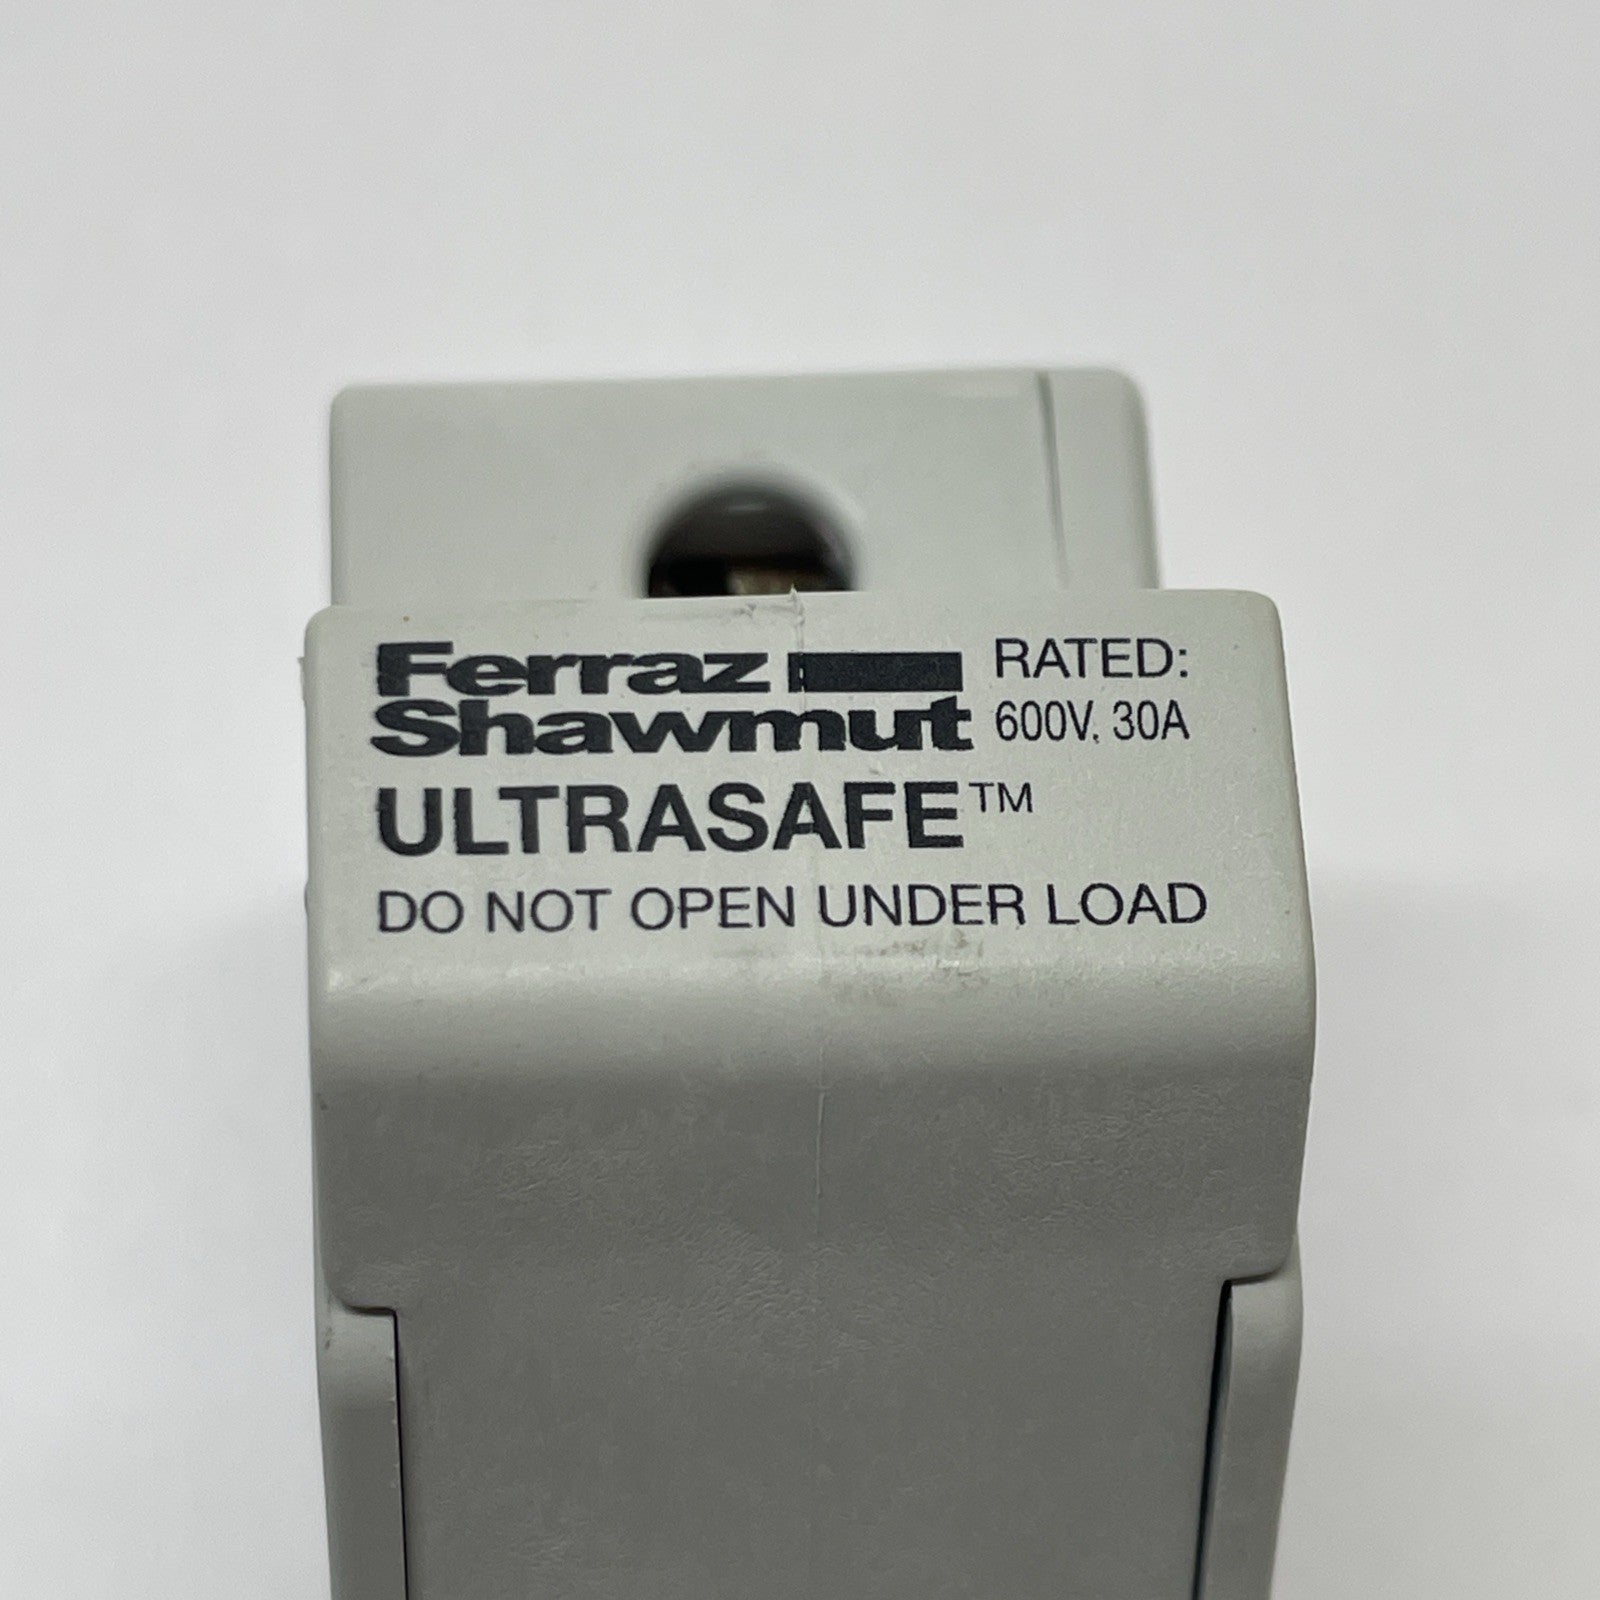 Ferraz
Shawmut
RATED:
600V, 30A
ULTRASAFE™
DO NOT OPEN UNDER LOAD